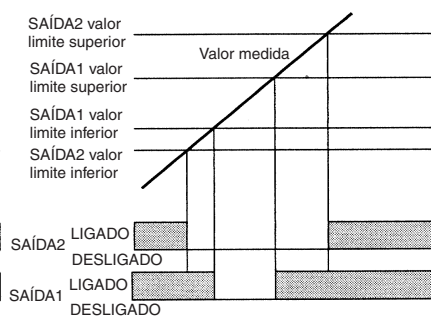 SAÍDA2 valor
limite superior
Valor medida
SAÍDA1 valor
limite superior
SAÍDA1 valor
limite inferior
SAÍDA2 valor
limite inferior
SAÍDA2
LIGADO
DESLIGADO
SAÍDA1
LIGADO
DESLIGADO